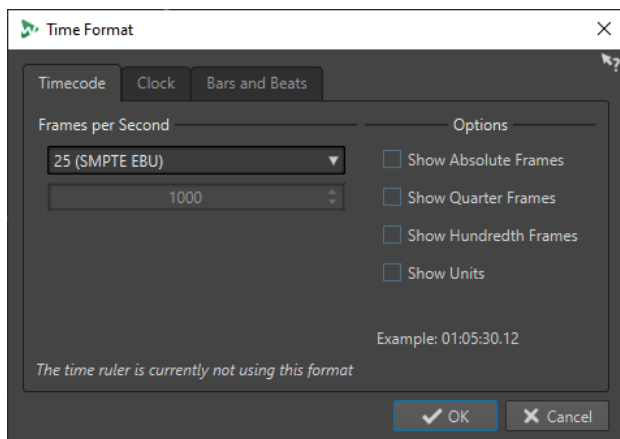 Time Format
Timecode
Clock
Bars and Beats
Frames per Second
Options
25 (SMPTE EBU)
Show Absolute Frames
1000
Show Quarter Frames
Show Hundredth Frames
Show Units
Example: 01:05:30.12
The time ruler is currently not using this format
OK
Cancel